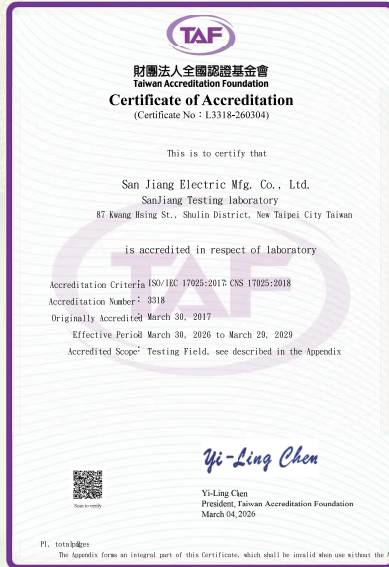 TAF
財團法人全國認證基金會
Taiwan Accreditation Foundation
Certificate of Accreditation
(Certificate No：L3318-260304)
This is to certify that
San Jiang Electric Mfg. Co., Ltd.
SanJiang Testing laboratory
87 Kwang Hsing St., Shulin District, New Taipei City Taiwan
is accredited in respect of laboratory
Accreditation Criteria: ISO/IEC 17025:2017; CNS 17025:2018
Accreditation Number: 3318
Originally Accredited: March 30, 2017
Effective Period: March 30, 2026 to March 29, 2029
Accredited Scope: Testing Field, see described in the Appendix
Yi-Ling Chen
Scan to verify
Yi-Ling Chen
President, Taiwan Accreditation Foundation
March 04, 2026
P1, total pages
The Appendix forms an integral part of this Certificate, which shall be invalid when use without the A